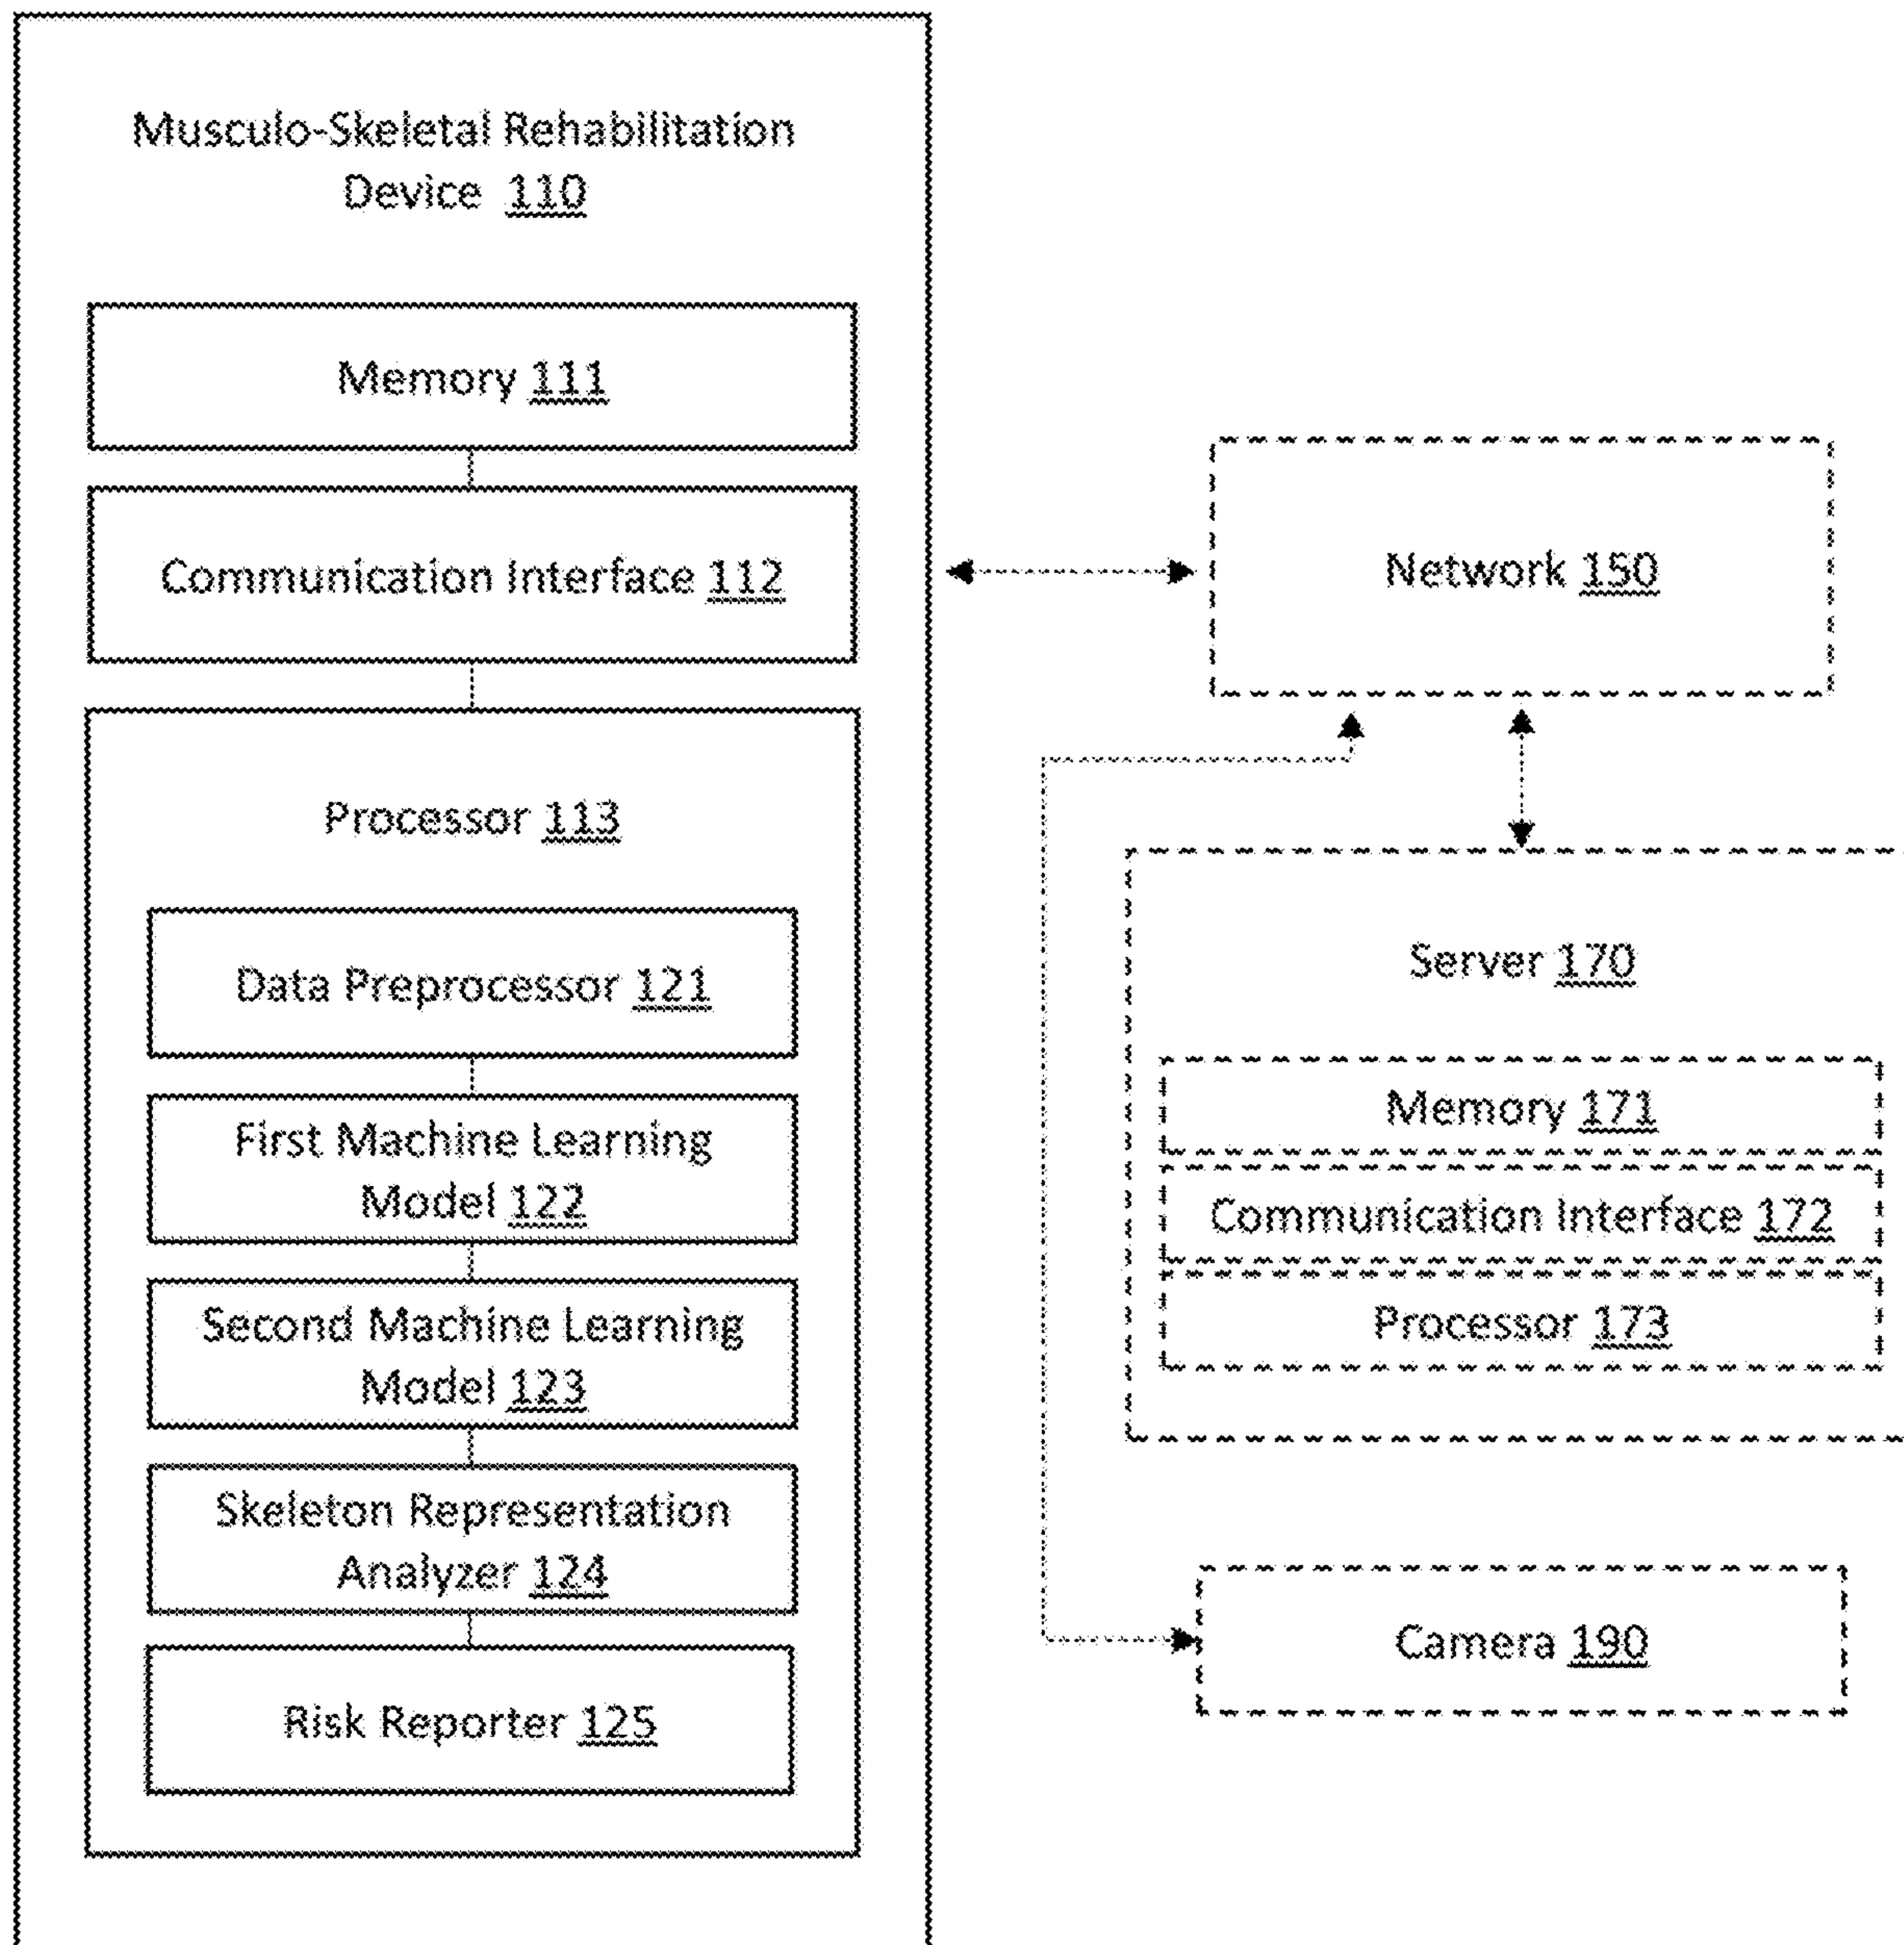 Musculo-Skeletal Rehabilitation
Device 110
Memory 111
Communication Interface 112
Processor 113
Data Preprocessor 121
First Machine Learning
Model 122
Second Machine Learning
Model 123
Skeleton Representation
Analyzer 124
Risk Reporter 125
Network 150
Server 170
Memory 171
Communication Interface 172
Processor 173
Camera 190